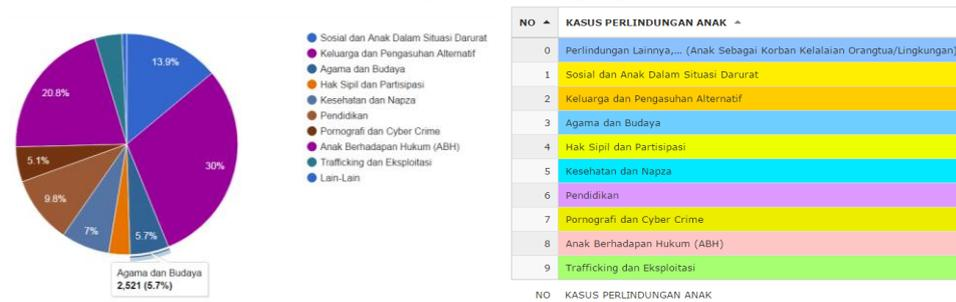 13.9%
30%
5.7%
7%
9.8%
5.1%
20.8%
Agama dan Budaya
2,521 (5.7%)
Sosial dan Anak Dalam Situasi Darurat
Keluarga dan Pengasuhan Alternatif
Agama dan Budaya
Hak Sipil dan Partisipasi
Kesehatan dan Napza
Pendidikan
Pornografi dan Cyber Crime
Anak Berhadapan Hukum (ABH)
Trafficking dan Eksploitasi
Lain-Lain
NO KASUS PERLINDUNGAN ANAK
0 Perlindungan Lainnya,... (Anak Sebagai Korban Kelalaian Orangtua/Lingkungan)
1 Sosial dan Anak Dalam Situasi Darurat
2 Keluarga dan Pengasuhan Alternatif
3 Agama dan Budaya
4 Hak Sipil dan Partisipasi
5 Kesehatan dan Napza
6 Pendidikan
7 Pornografi dan Cyber Crime
8 Anak Berhadapan Hukum (ABH)
9 Trafficking dan Eksploitasi
NO KASUS PERLINDUNGAN ANAK